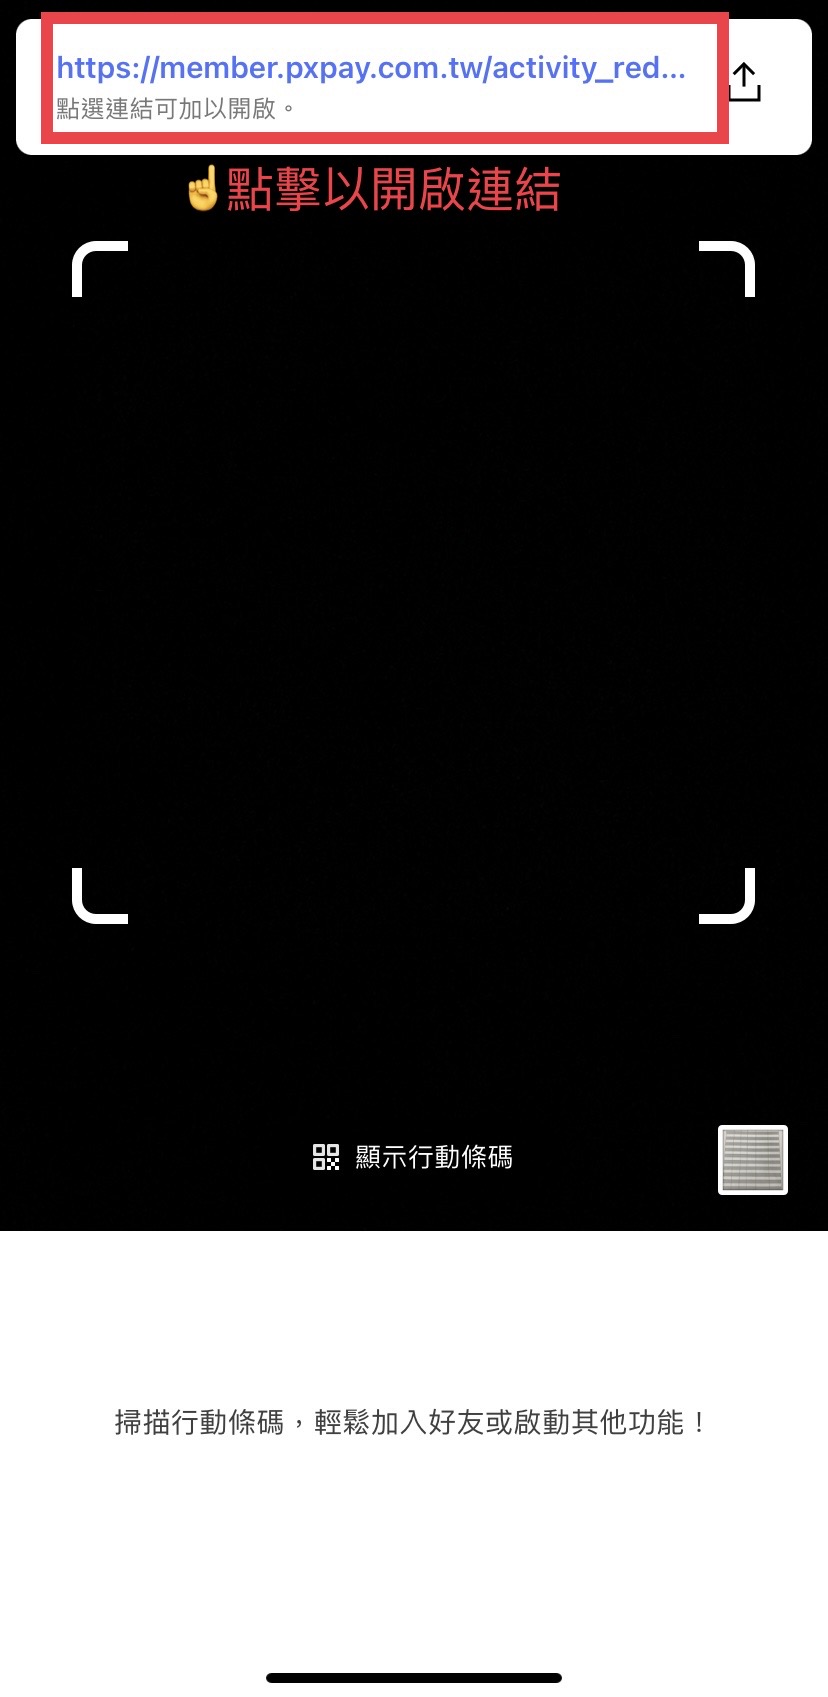 https://member.pxpay.com.tw/activity_red...
點選連結可加以開啟。
☝️點擊以開啟連結
顯示行動條碼
掃描行動條碼，輕鬆加入好友或啟動其他功能！